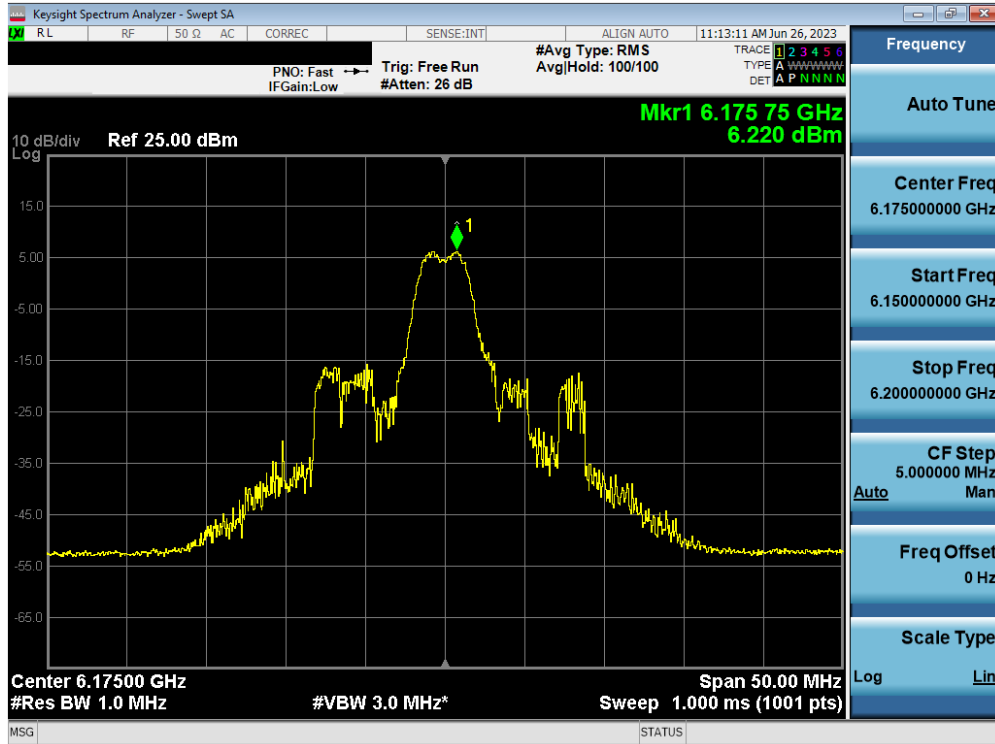 Keysight Spectrum Analyzer - Swept SA
LXI RL RF 50 Ω AC CORREC SENSE:INT ALIGN AUTO 11:13:11 AM Jun 26, 2023
Frequency
#Avg Type: RMS TRACE 1 2 3 4 5 6
PNO: Fast Trig: Free Run Avg|Hold: 100/100 TYPE A WWWWW
IFGain:Low #Atten: 26 dB DET A P N N N N
Auto Tune
Mkr1 6.175 75 GHz
6.220 dBm
10 dB/div Ref 25.00 dBm
Log
1
15.0
5.00
-5.00
-15.0
-25.0
-35.0
-45.0
-55.0
-65.0
Center Freq
6.175000000 GHz
Start Freq
6.150000000 GHz
Stop Freq
6.200000000 GHz
CF Step
5.000000 MHz
Auto Man
Freq Offset
0 Hz
Scale Type
Log Lin
Center 6.17500 GHz Span 50.00 MHz
#Res BW 1.0 MHz #VBW 3.0 MHz* Sweep 1.000 ms (1001 pts)
MSG STATUS